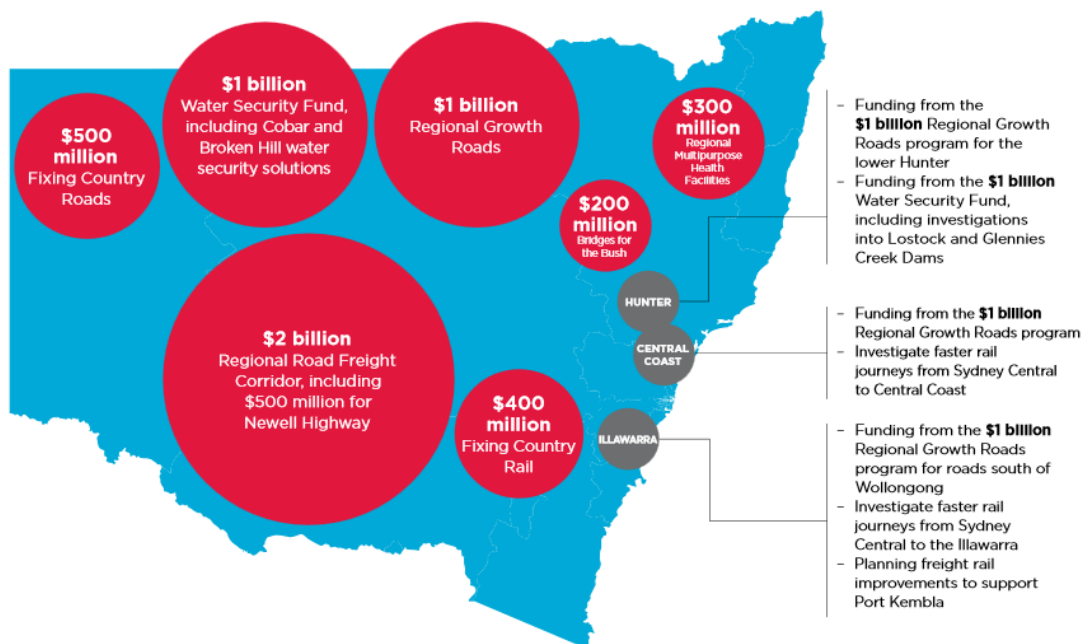 $500
million
Fixing Country
Roads
$1 billion
Water Security Fund,
including Cobar and
Broken Hill water
security solutions
$1 billion
Regional Growth
Roads
$300
million
Regional
Multipurpose
Health
Facilities
$200
million
Bridges for
the Bush
$2 billion
Regional Road Freight
Corridor, including
$500 million for
Newell Highway
$400
million
Fixing Country
Rail
HUNTER
CENTRAL
COAST
ILLAWARRA
– Funding from the
$1 billion Regional Growth
Roads program for the
lower Hunter
– Funding from the $1 billion
Water Security Fund,
including investigations
into Lostock and Glennies
Creek Dams
– Funding from the $1 billion
Regional Growth Roads program
– Investigate faster rail
journeys from Sydney Central
to Central Coast
– Funding from the $1 billion
Regional Growth Roads
program for roads south of
Wollongong
– Investigate faster rail
journeys from Sydney
Central to the Illawarra
– Planning freight rail
improvements to support
Port Kembla